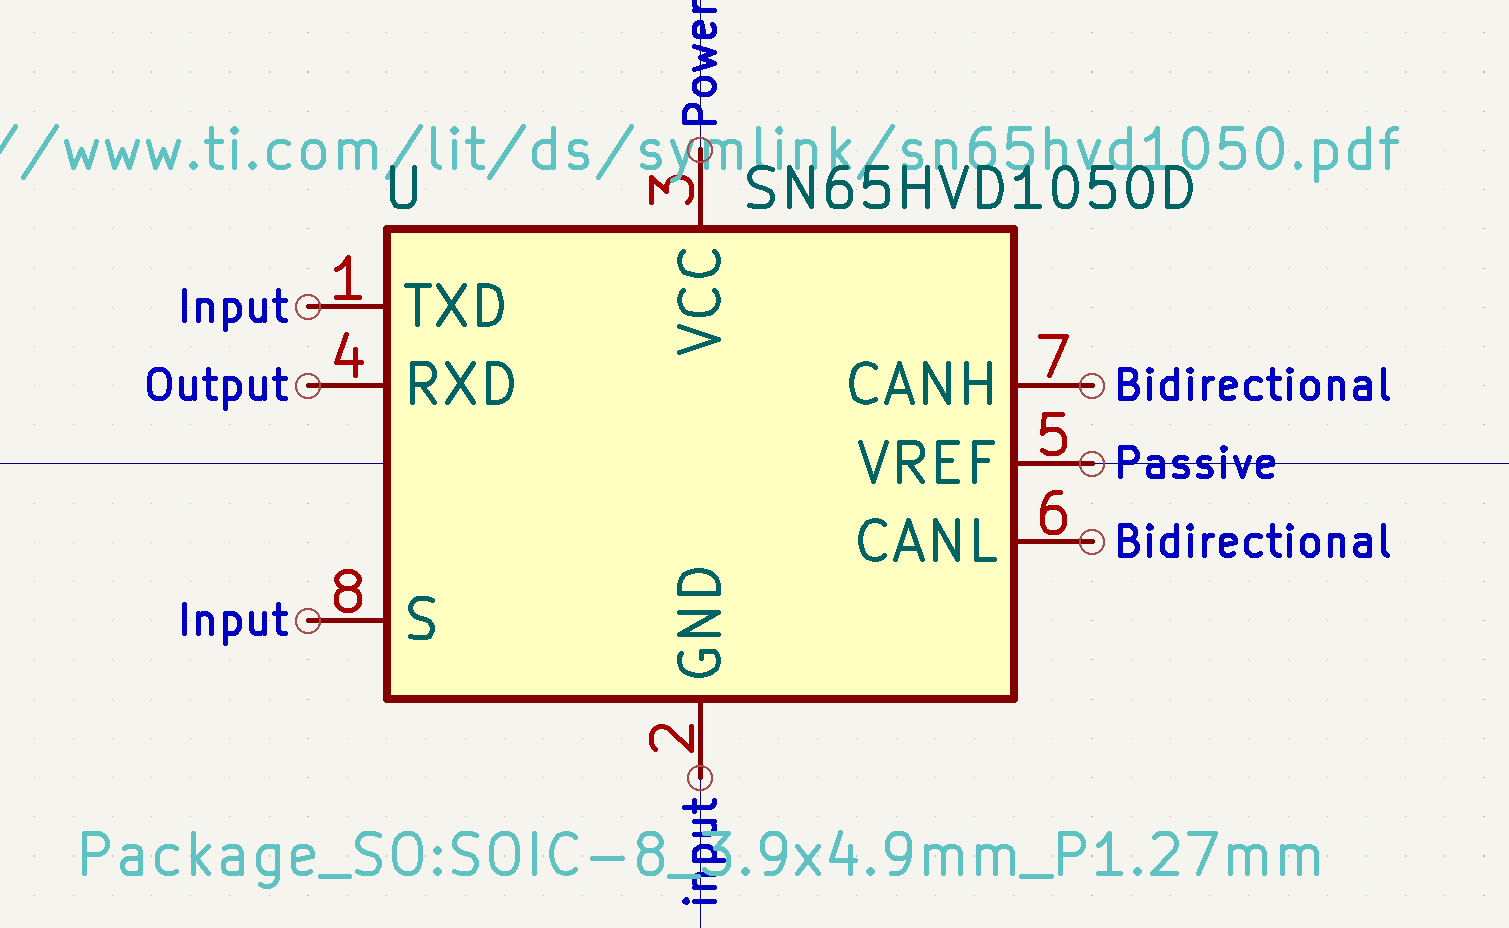 Power
//www.ti.com/lit/ds/symlink/sn65hvd1050.pdf
U
3
SN65HVD1050D
VCC
Input 1 TXD
Output 4 RXD
CANH 7 Bidirectional
VREF 5 Passive
CANL 6 Bidirectional
Input 8 S
GND
2
input
Package_SO:SOIC-8_3.9x4.9mm_P1.27mm